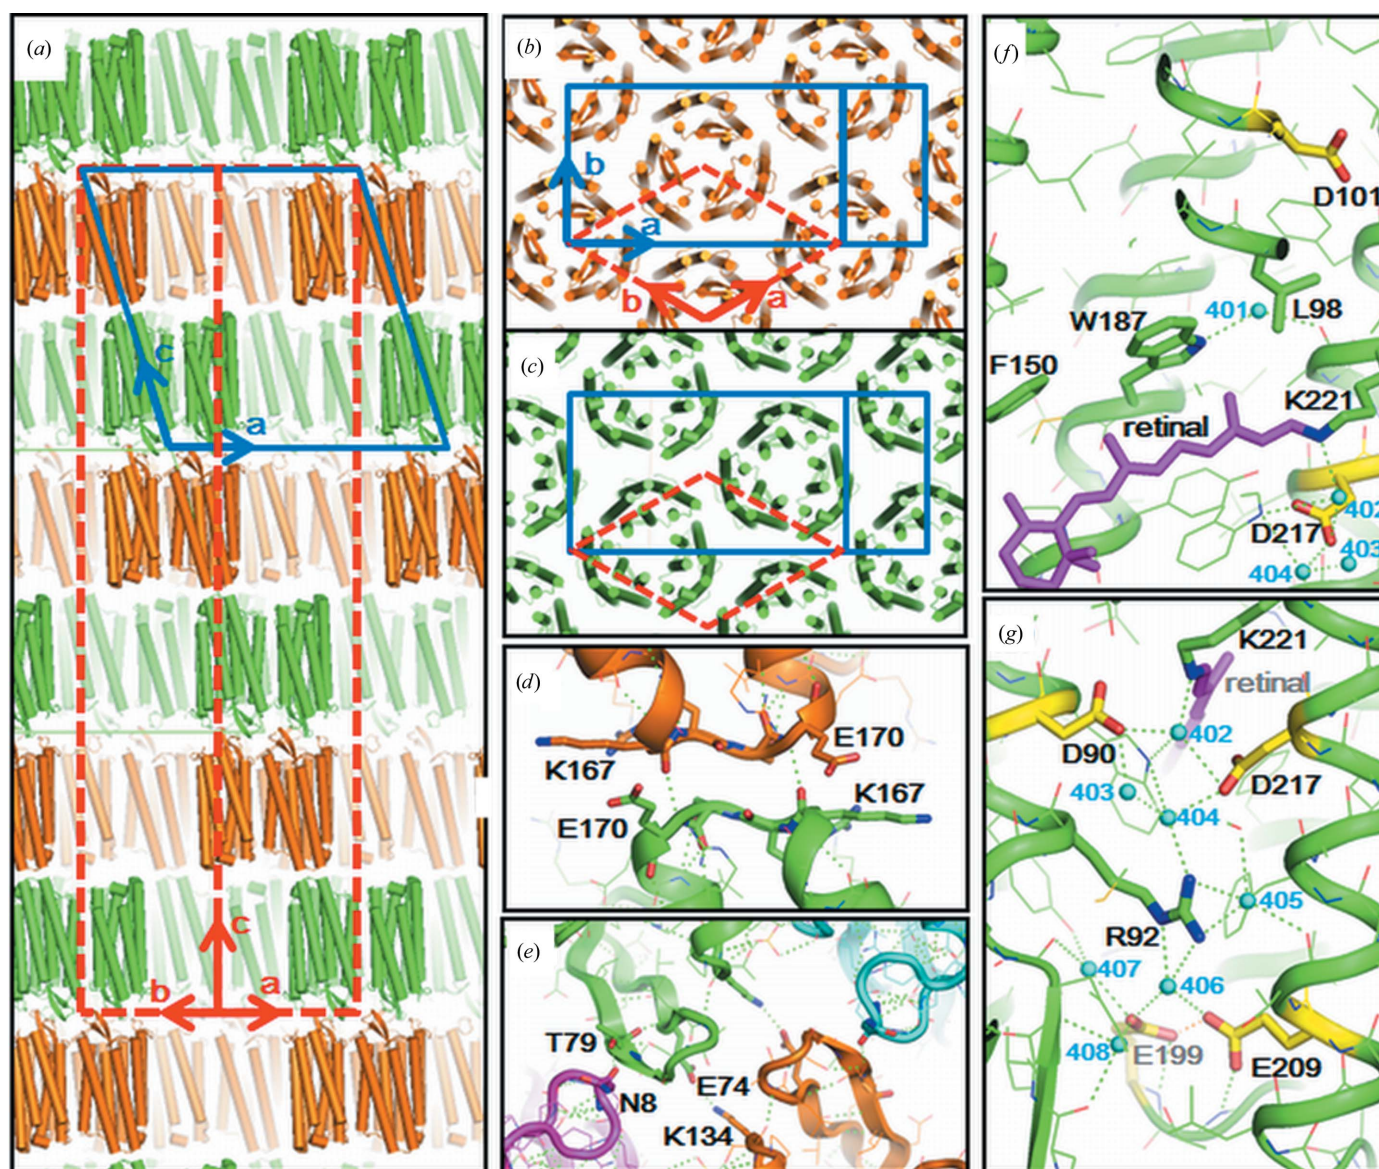 (a)
c
a
c
b
a
(b)
b
a
b
a
(c)
(d)
E170
K167
K167
E170
(e)
T79
E74
N8
K134
(f)
D101
401
L98
W187
F150
K221
retinal
402
D217
403
404
(g)
K221
retinal
402
D90
D217
403
404
405
R92
407
406
408
E199
E209